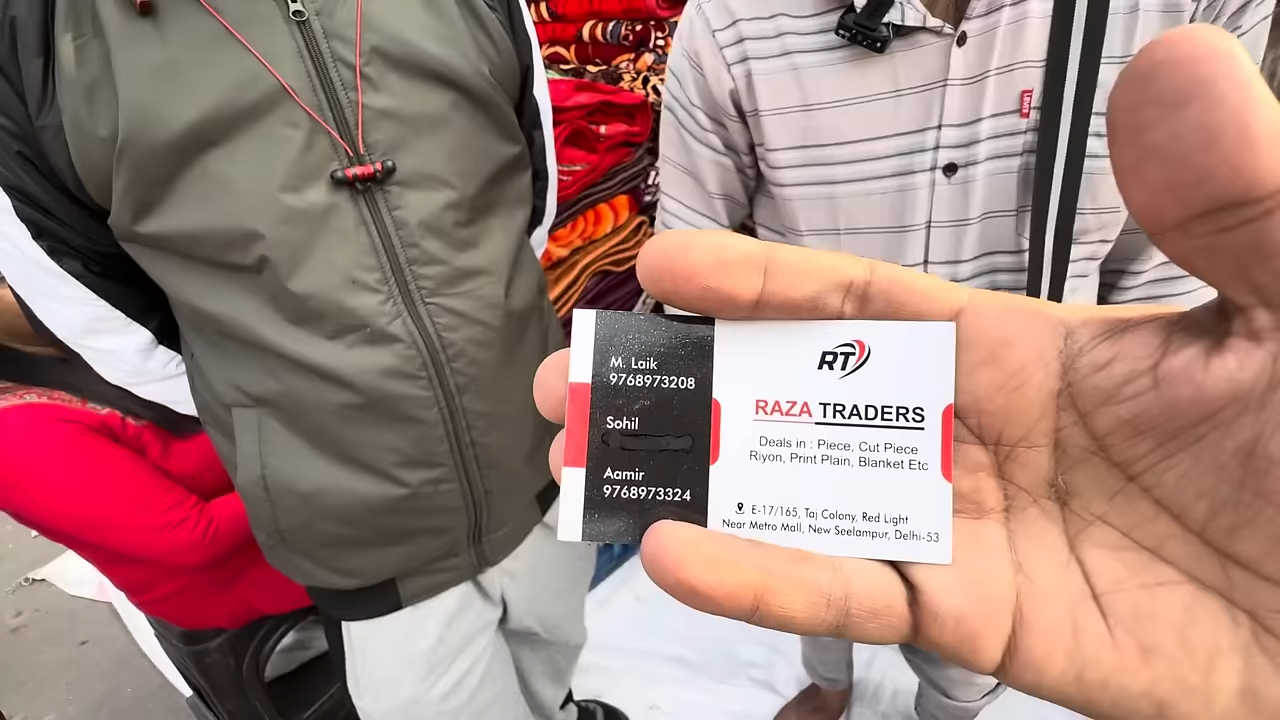 M. Laik
9768973208
Sohil
Aamir
9768973324
RT
RAZA TRADERS
Deals in : Piece, Cut Piece
Riyon, Print Plain, Blanket Etc
E-17/165, Taj Colony, Red Light
Near Metro Mall, New Seelampur, Delhi-53
LEVI'S